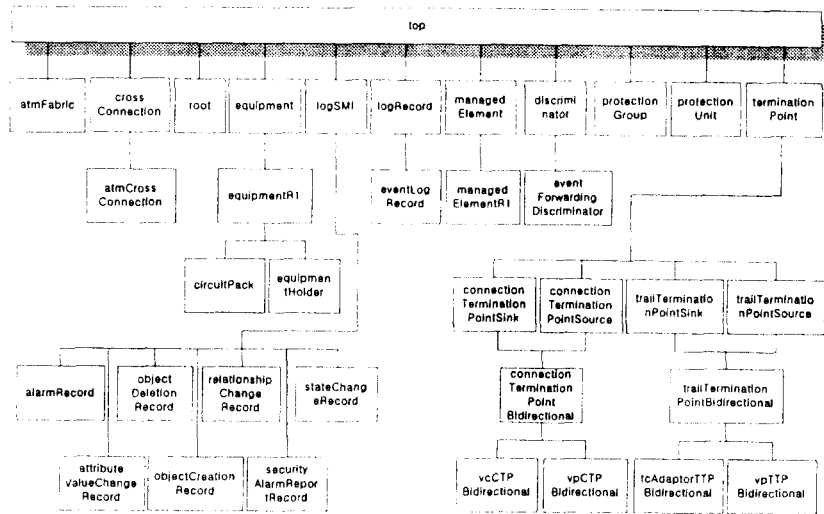 top
atmFabric
cross
Connection
root
equipment
logSMI
logRecord
managed
Element
discrimi
nator
protection
Group
protection
Unit
termination
Point
atmCross
Connection
equipmentR1
eventLog
Record
managed
ElementR1
event
Forwarding
Discriminator
circuitPack
equipmen
tHolder
connection
Termination
PointSink
connection
Termination
PointSource
trailTerminatio
nPointSink
trailTerminatio
nPointSource
alarmRecord
object
Deletion
Record
relationship
Change
Record
stateChang
eRecord
connection
Termination
Point
Bidirectional
trailTermination
PointBidirectional
attribute
ValueChange
Record
objectCreation
Record
security
AlarmRepor
tRecord
vcCTP
Bidirectional
vpCTP
Bidirectional
tcAdaptorTTP
Bidirectional
vpTTP
Bidirectional